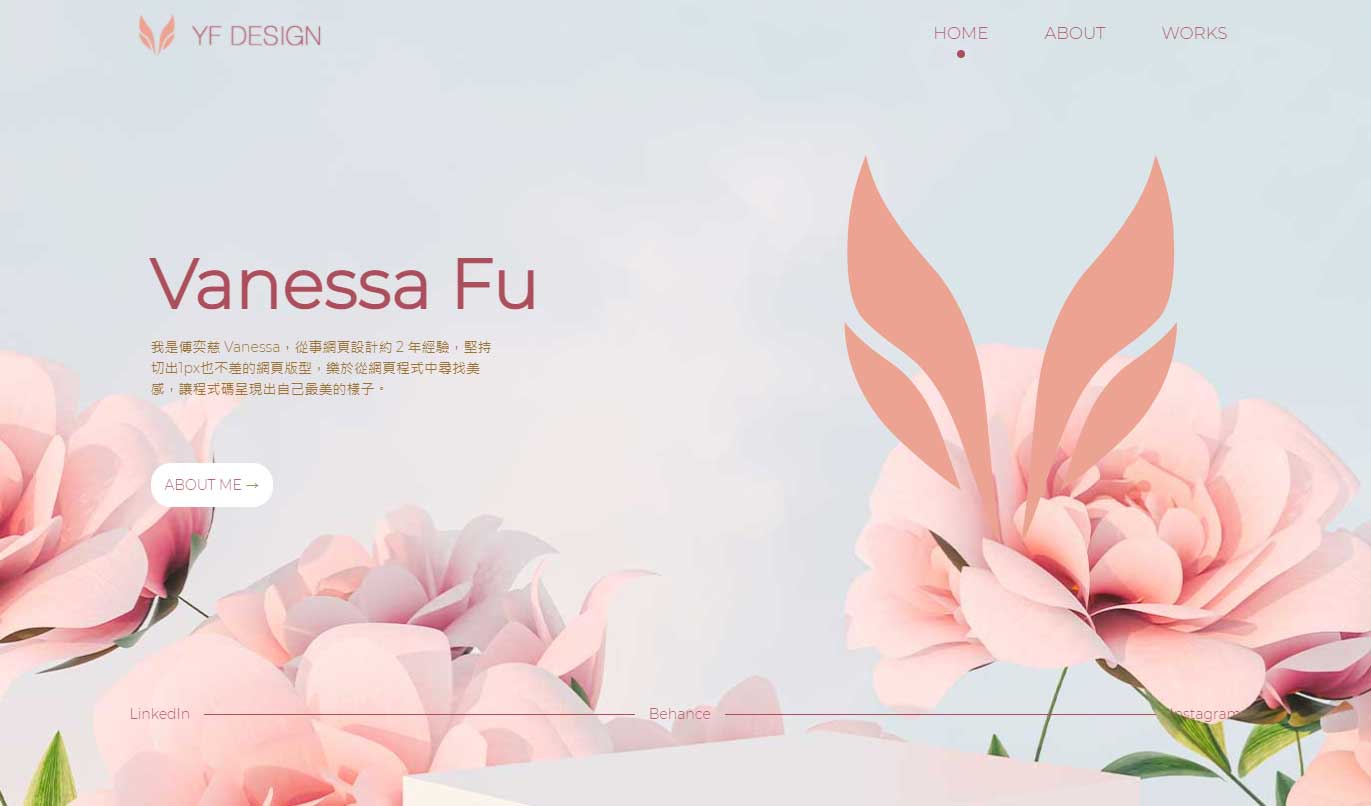 YF DESIGN
HOME ABOUT WORKS
Vanessa Fu
我是傅奕慈 Vanessa,從事網頁設計約 2 年經驗,堅持
切出1px也不差的網頁版型,樂於從網頁程式中尋找美
感,讓程式碼呈現出自己最美的樣子。
ABOUT ME →
LinkedIn Behance Instagram